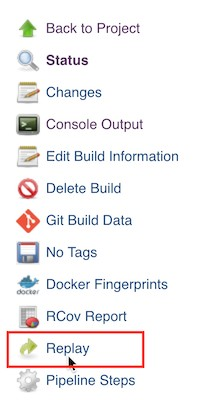 Back to Project
Status
Changes
Console Output
Edit Build Information
Delete Build
Git Build Data
No Tags
docker
Docker Fingerprints
RCov Report
Replay
Pipeline Steps